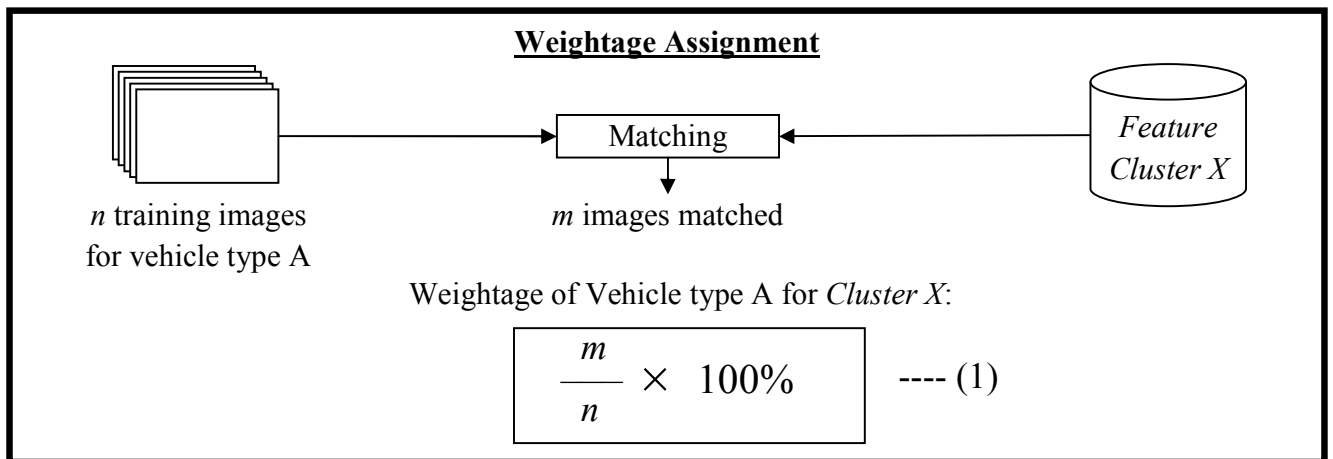 Weightage Assignment
Matching
Feature
Cluster X
n training images
for vehicle type A
m images matched
Weightage of Vehicle type A for Cluster X:
m
n
× 100%
---- (1)